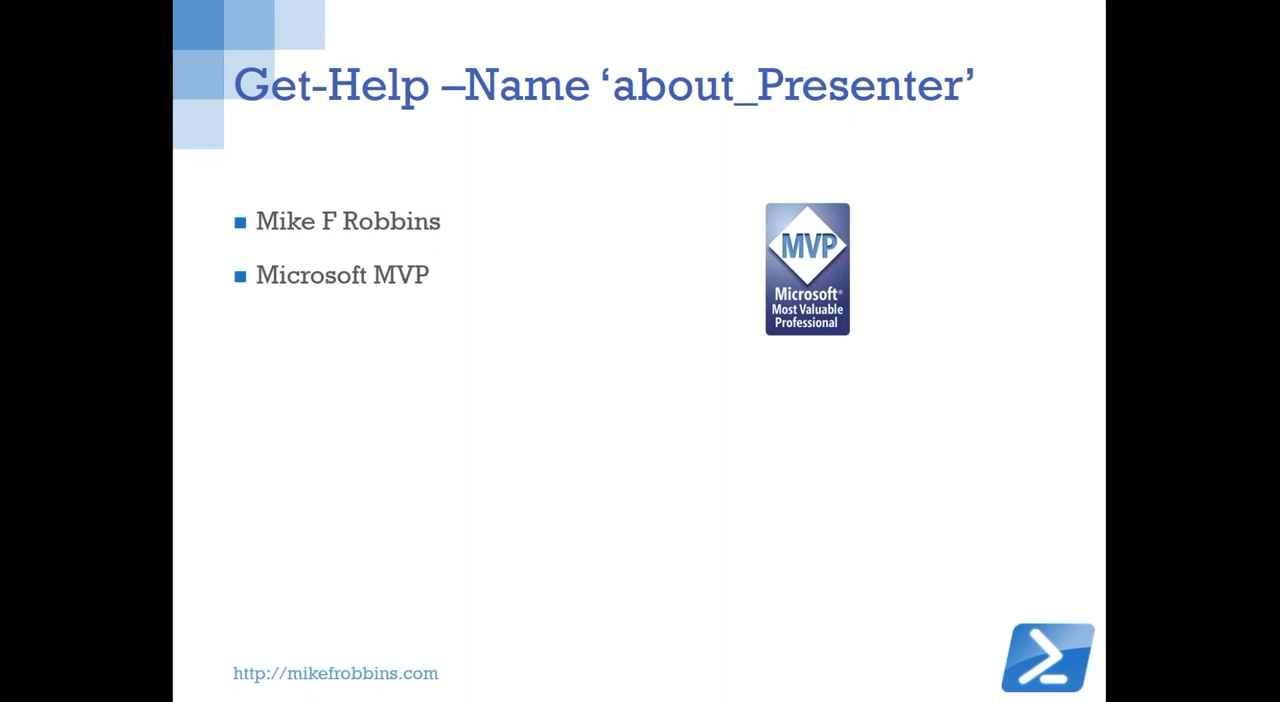 Get-Help –Name ‘about_Presenter’
Mike F Robbins
Microsoft MVP
MVP
Microsoft®
Most Valuable
Professional
http://mikefrobbins.com